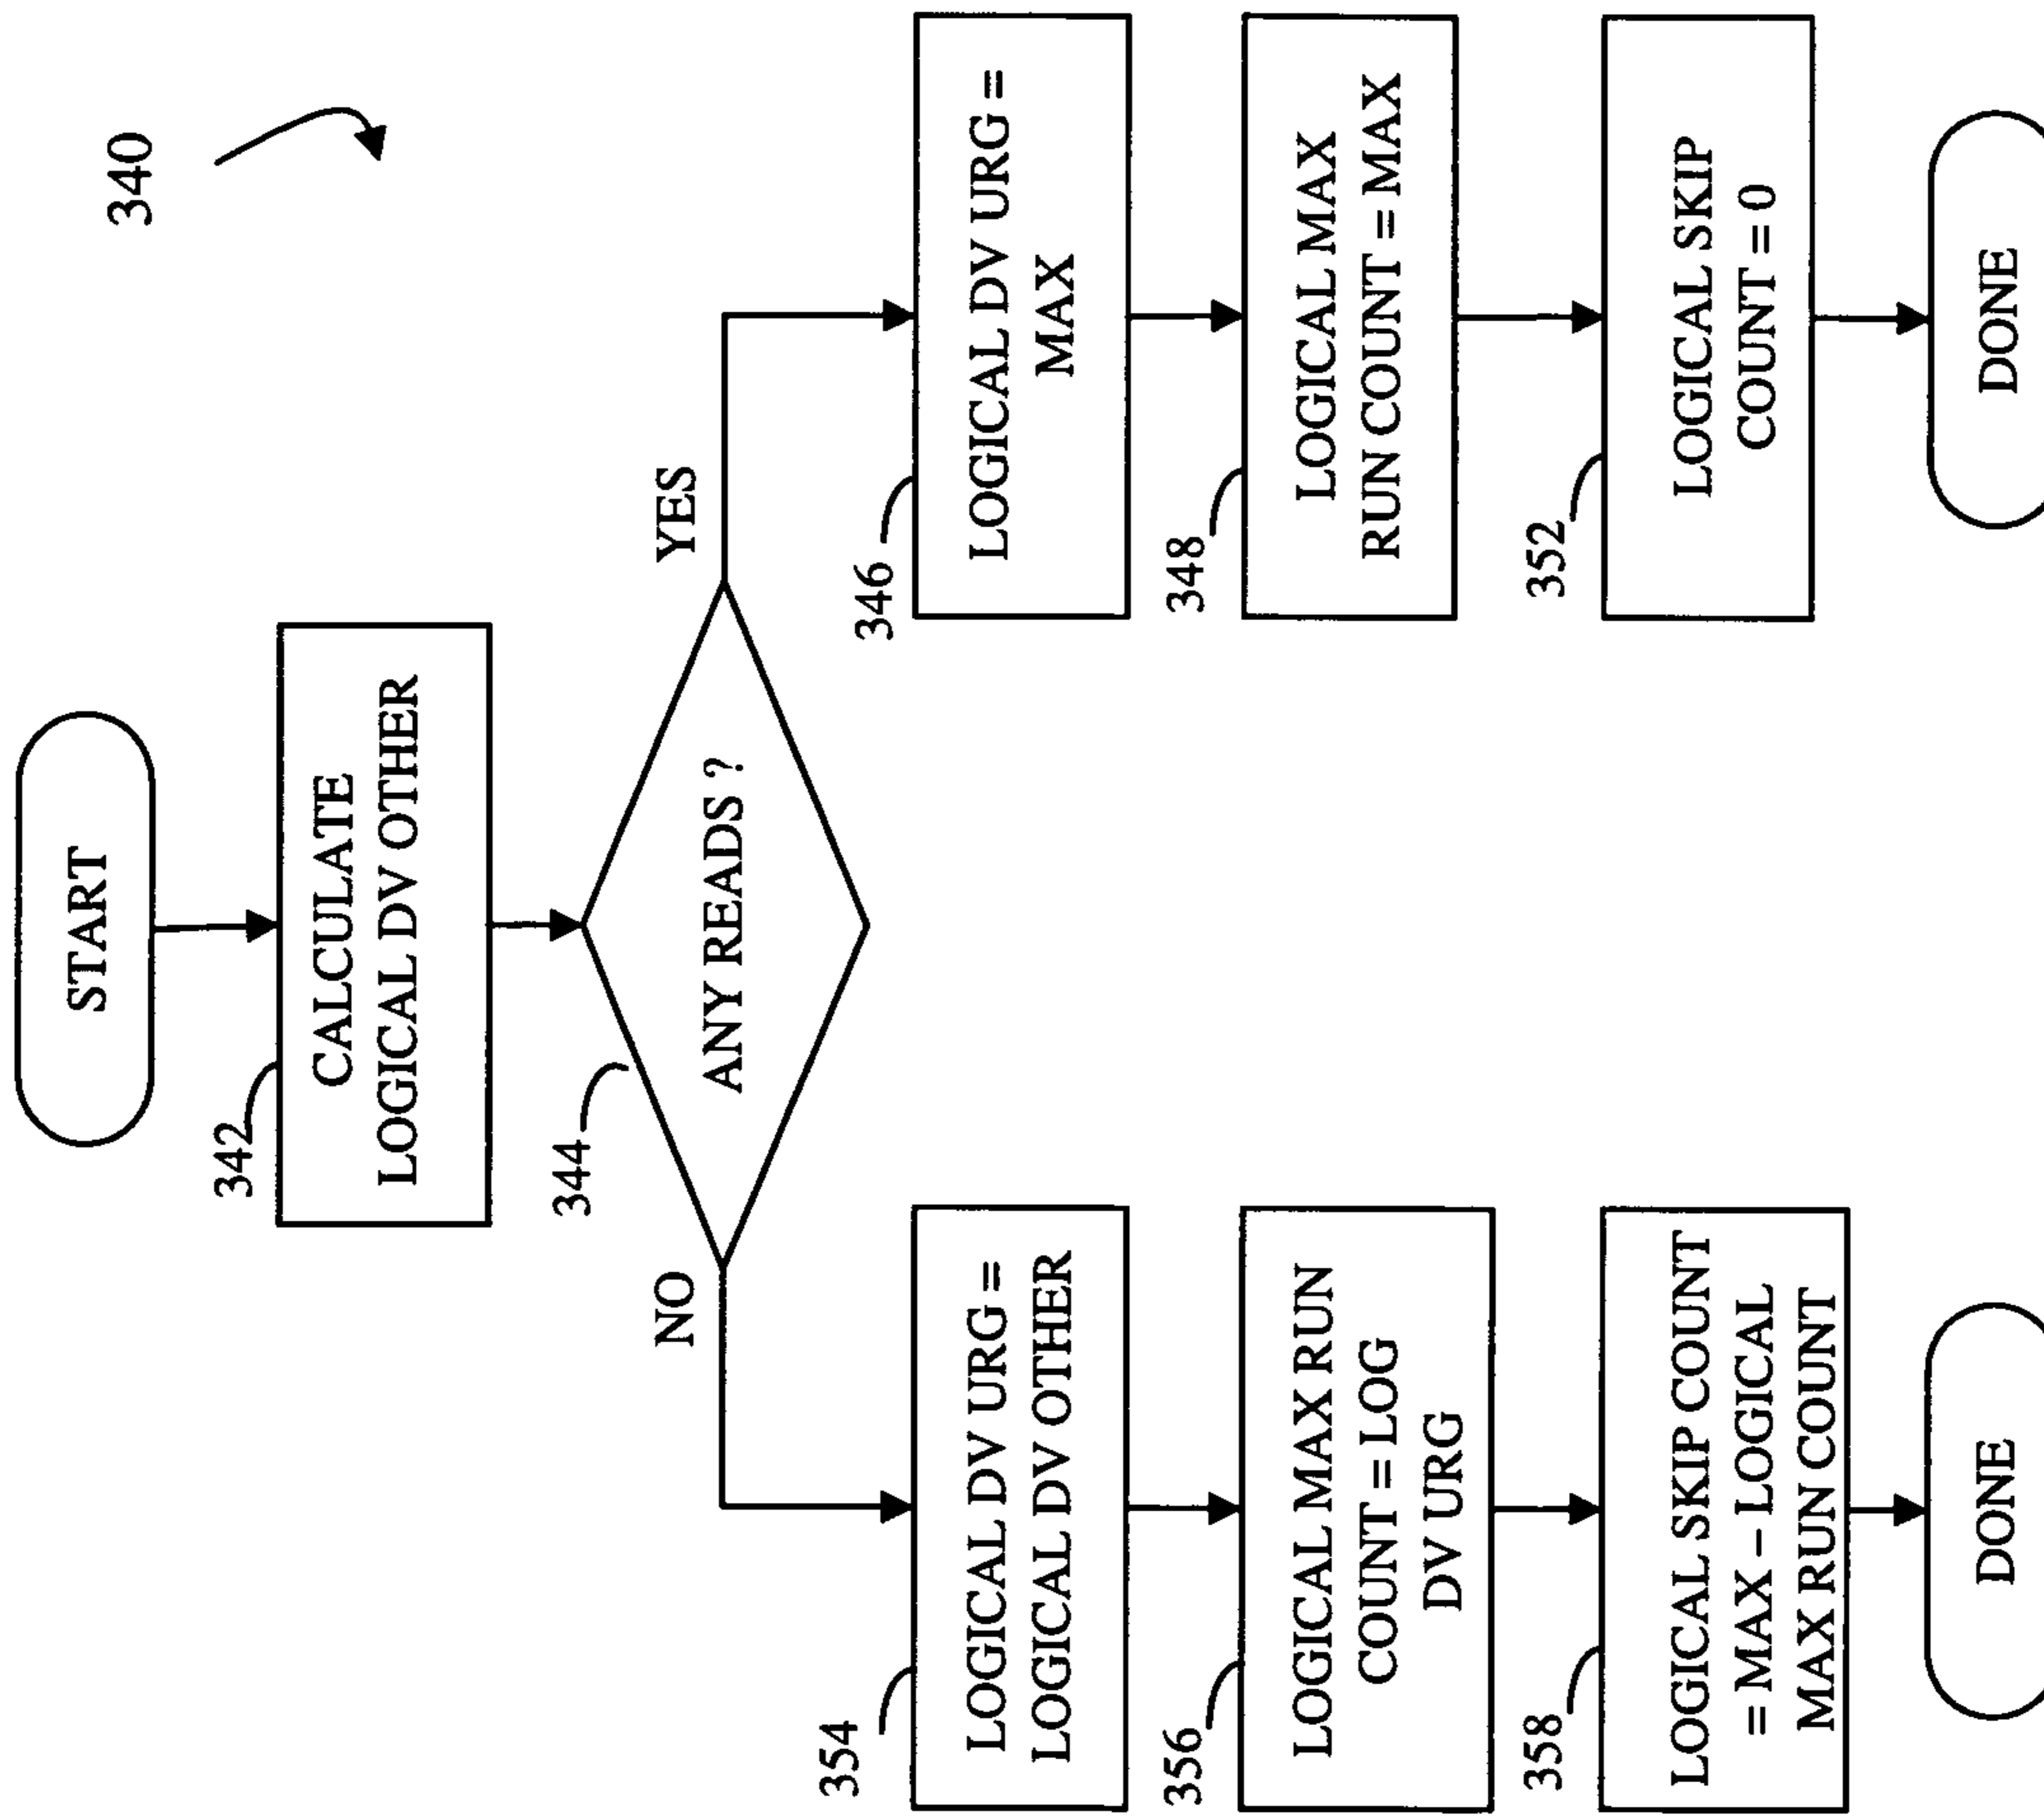 340
START
342
CALCULATE
LOGICAL DV OTHER
344
ANY READS ?
NO
YES
354
LOGICAL DV URG =
LOGICAL DV OTHER
346
LOGICAL DV URG =
MAX
356
LOGICAL MAX RUN
COUNT = LOG
DV URG
348
LOGICAL MAX
RUN COUNT = MAX
358
LOGICAL SKIP COUNT
= MAX – LOGICAL
MAX RUN COUNT
352
LOGICAL SKIP
COUNT = 0
DONE
DONE